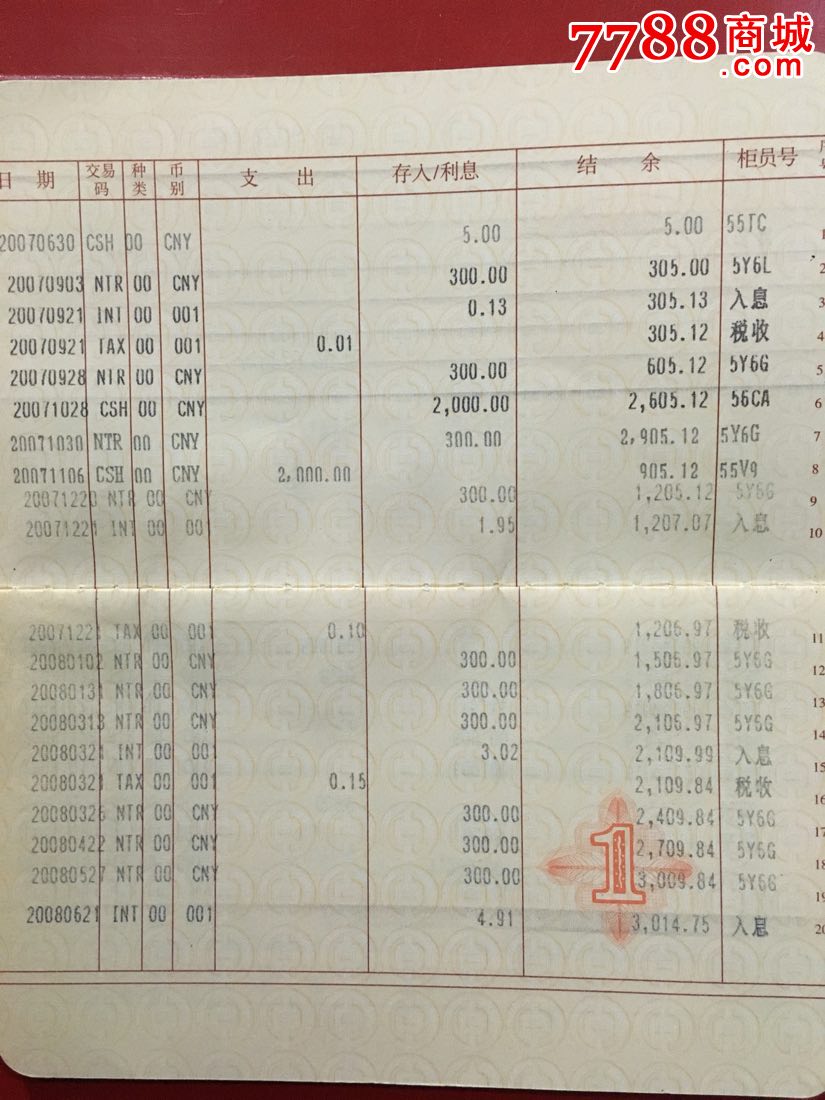 7788商城
日 期 交易码 种类 币别 支 出 存入/利息 结 余 柜员号
20070630 CSH 00 CNY 5.00 5.00 55TC 1
20070903 NTR 00 CNY 300.00 305.00 5Y6L 2
20070921 INT 00 001 0.13 305.13 入息 3
20070921 TAX 00 001 0.01 305.12 税收 4
20070928 NTR 00 CNY 300.00 605.12 5Y6G 5
20071028 CSH 00 CNY 2,000.00 2,605.12 56CA 6
20071030 NTR 00 CNY 300.00 2,905.12 5Y6G 7
20071106 CSH 00 CNY 2,000.00 905.12 55V9 8
20071220 NTR 00 CNY 300.00 1,205.12 5Y6G 9
20071221 INT 00 001 1.95 1,207.07 入息 10
20071221 TAX 00 001 0.10 1,206.97 税收 11
20080102 NTR 00 CNY 300.00 1,506.97 5Y6G 12
20080131 NTR 00 CNY 300.00 1,806.97 5Y6G 13
20080313 NTR 00 CNY 300.00 2,106.97 5Y6G 14
20080321 INT 00 001 3.02 2,109.99 入息 15
20080321 TAX 00 001 0.15 2,109.84 税收 16
20080326 NTR 00 CNY 300.00 2,409.84 5Y6G 17
20080422 NTR 00 CNY 300.00 2,709.84 5Y6G 18
20080527 NTR 00 CNY 300.00 3,009.84 5Y6G 19
20080621 INT 00 001 4.91 3,014.75 入息 20
1